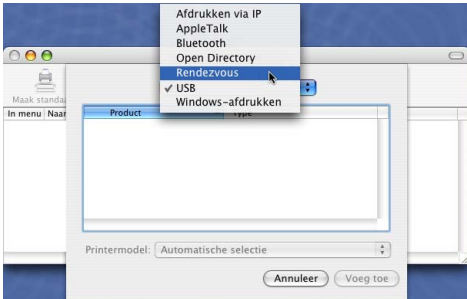 Afdrukken via IP
AppleTalk
Bluetooth
Open Directory
Rendezvous
✓ USB
Windows-afdrukken
Maak standaa
In menu Naar
Product Type
Printermodel: Automatische selectie
Annuleer Voeg toe